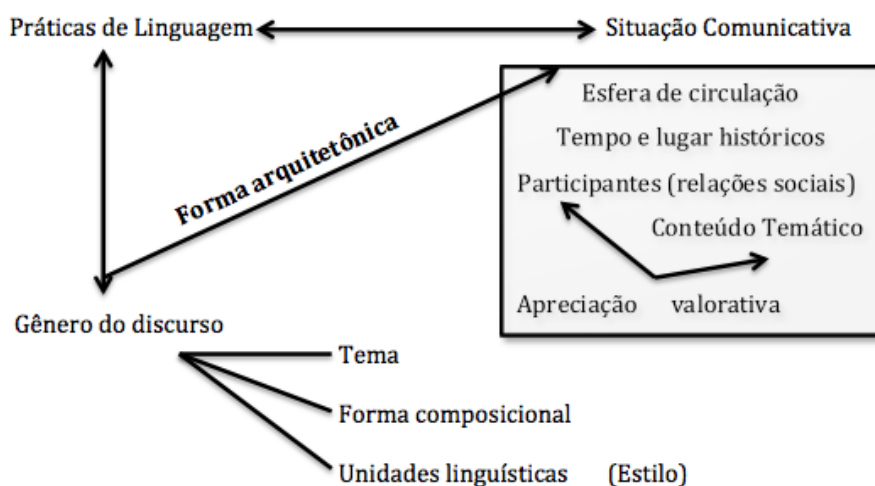 Práticas de Linguagem
Situação Comunicativa
Esfera de circulação
Tempo e lugar históricos
Participantes (relações sociais)
Conteúdo Temático
Apreciação valorativa
Forma arquitetônica
Gênero do discurso
Tema
Forma composicional
Unidades linguísticas (Estilo)